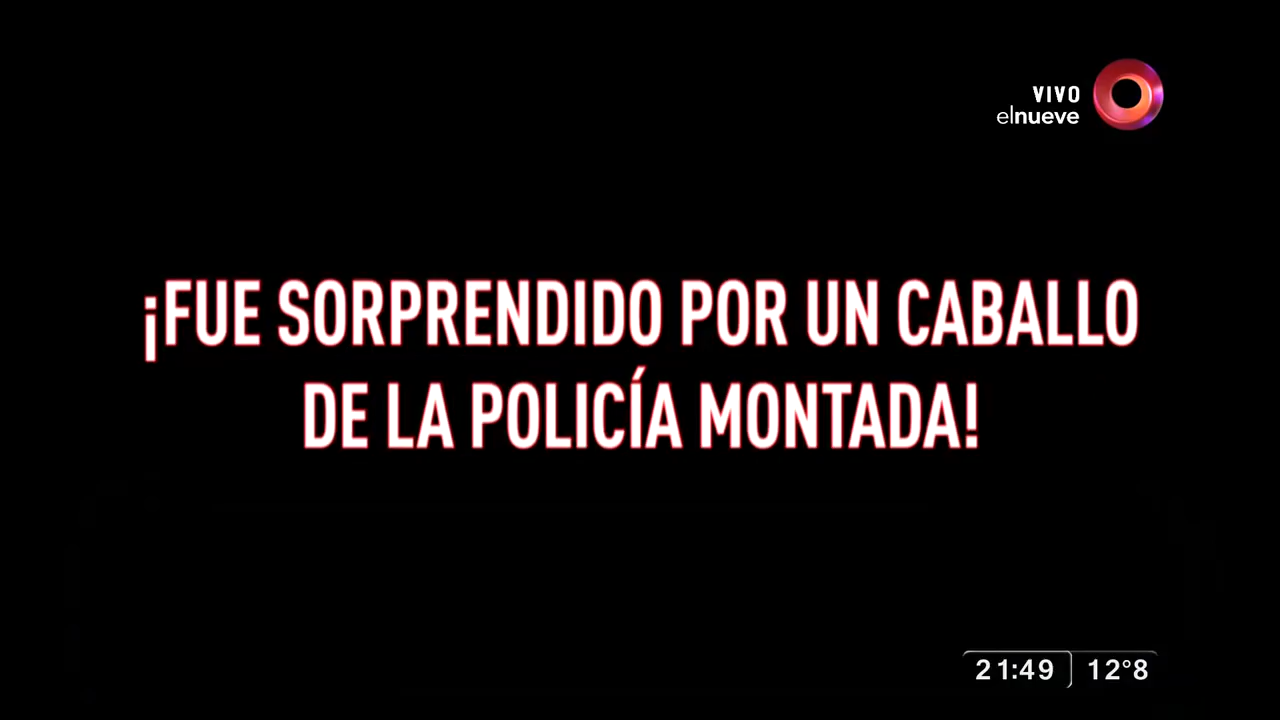 VIVO
elnueve
¡FUE SORPRENDIDO POR UN CABALLO
DE LA POLICÍA MONTADA!
21:49 12°8